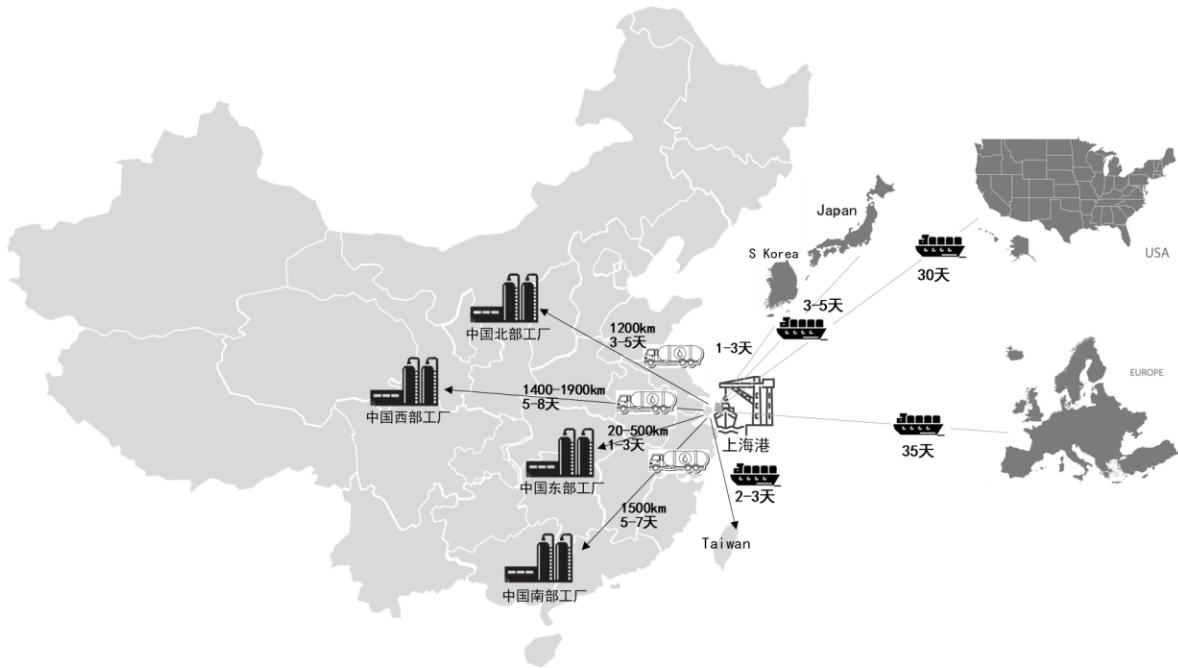 Japan
S Korea
USA
30天
3-5天
中国北部工厂
1200km
3-5天
1-3天
EUROPE
1400-1900km
5-8天
中国西部工厂
20-500km
1-3天
上海港
35天
中国东部工厂
2-3天
1500km
5-7天
Taiwan
中国南部工厂